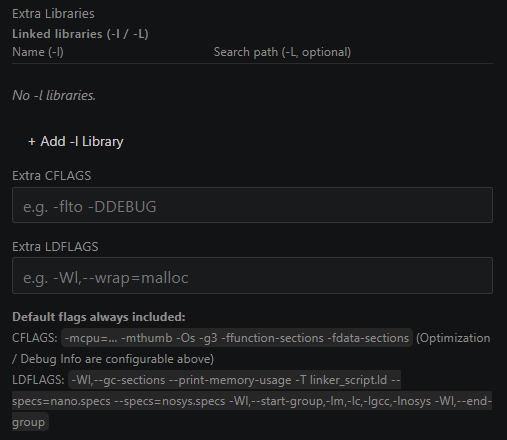 Extra Libraries
Linked libraries (-l / -L)
Name (-l) Search path (-L, optional)
No -l libraries.
+ Add -l Library
Extra CFLAGS
e.g. -flto -DDEBUG
Extra LDFLAGS
e.g. -Wl,--wrap=malloc
Default flags always included:
CFLAGS: -mcpu=... -mthumb -Os -g3 -ffunction-sections -fdata-sections (Optimization
/ Debug Info are configurable above)
LDFLAGS: -Wl,--gc-sections --print-memory-usage -T linker_script.ld --
specs=nano.specs --specs=nosys.specs -Wl,--start-group,-lm,-lc,-lgcc,-lnosys -Wl,--end-
group